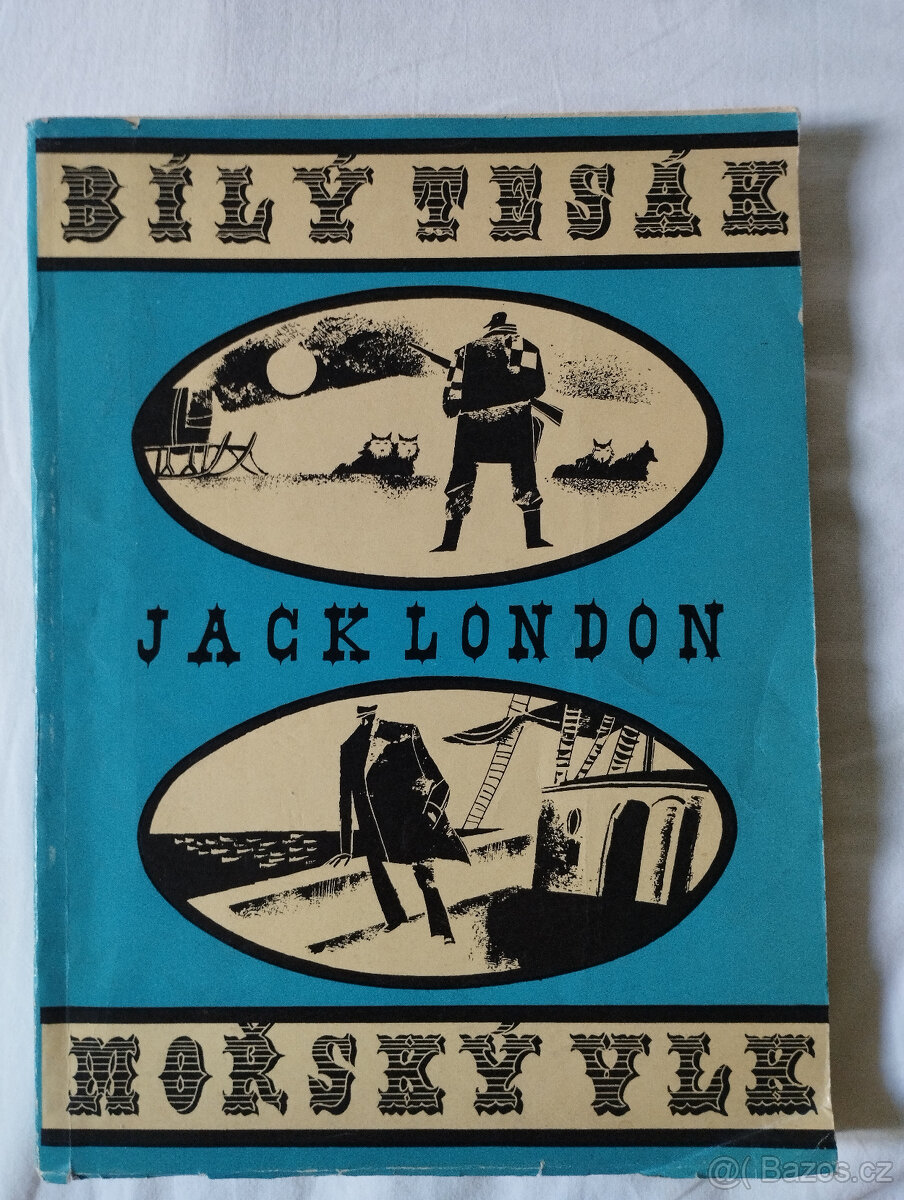 BÍLÝ TESÁK
JACK LONDON
MOŘSKÝ VLK
@( Bazos.cz